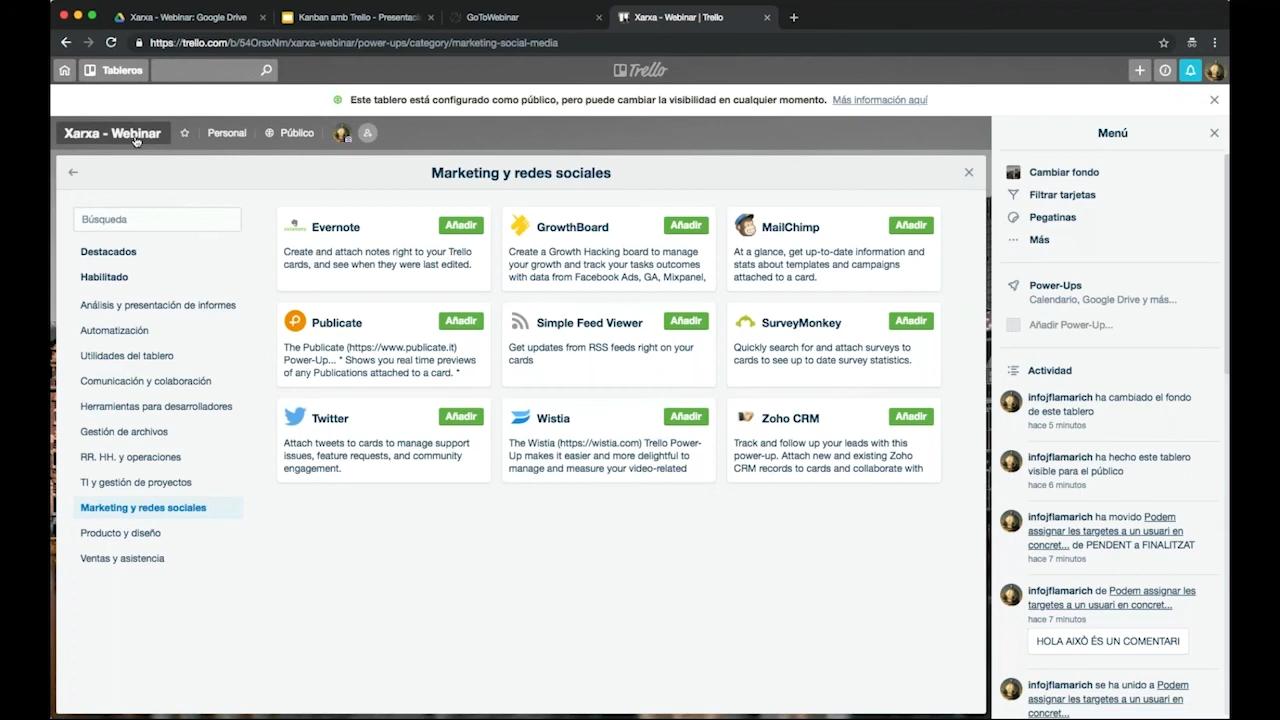 Xarxa - Webinar: Google Drive
Kanban amb Trello - Presentaci
GoToWebinar
Xarxa - Webinar | Trello
https://trello.com/b/54OrsxNm/xarxa-webinar/power-ups/category/marketing-social-media
Tableros
Trello
Este tablero está configurado como público, pero puede cambiar la visibilidad en cualquier momento. Más información aquí
Xarxa - Webinar
Personal
Público
Marketing y redes sociales
Búsqueda
Destacados
Habilitado
Análisis y presentación de informes
Automatización
Utilidades del tablero
Comunicación y colaboración
Herramientas para desarrolladores
Gestión de archivos
RR. HH. y operaciones
TI y gestión de proyectos
Marketing y redes sociales
Producto y diseño
Ventas y asistencia
Evernote
Añadir
Create and attach notes right to your Trello
cards, and see when they were last edited.
GrowthBoard
Añadir
Create a Growth Hacking board to manage
your growth and track your tasks outcomes
with data from Facebook Ads, GA, Mixpanel,
MailChimp
Añadir
At a glance, get up-to-date information and
stats about templates and campaigns
attached to a card.
Publicate
Añadir
The Publicate (https://www.publicate.it)
Power-Up... * Shows you real time previews
of any Publications attached to a card. *
Simple Feed Viewer
Añadir
Get updates from RSS feeds right on your
cards
SurveyMonkey
Añadir
Quickly search for and attach surveys to
cards to see up to date survey statistics.
Twitter
Añadir
Attach tweets to cards to manage support
issues, feature requests, and community
engagement.
Wistia
Añadir
The Wistia (https://wistia.com) Trello Power-
Up makes it easier and more delightful to
manage and measure your video-related
Zoho CRM
Añadir
Track and follow up your leads with this
power-up. Attach new and existing Zoho
CRM records to cards and collaborate with
Menú
Cambiar fondo
Filtrar tarjetas
Pegatinas
Más
Power-Ups
Calendario, Google Drive y más...
Añadir Power-Up...
Actividad
infojflamarich ha cambiado el fondo
de este tablero
hace 5 minutos
infojflamarich ha hecho este tablero
visible para el público
hace 6 minutos
infojflamarich ha movido Podem
assignar les targetes a un usuari en
concret... de PENDENT a FINALITZAT
hace 7 minutos
infojflamarich de Podem assignar les
targetes a un usuari en concret...
hace 7 minutos
HOLA AIXÒ ÉS UN COMENTARI
infojflamarich se ha unido a Podem
assignar les targetes a un usuari en
concret...